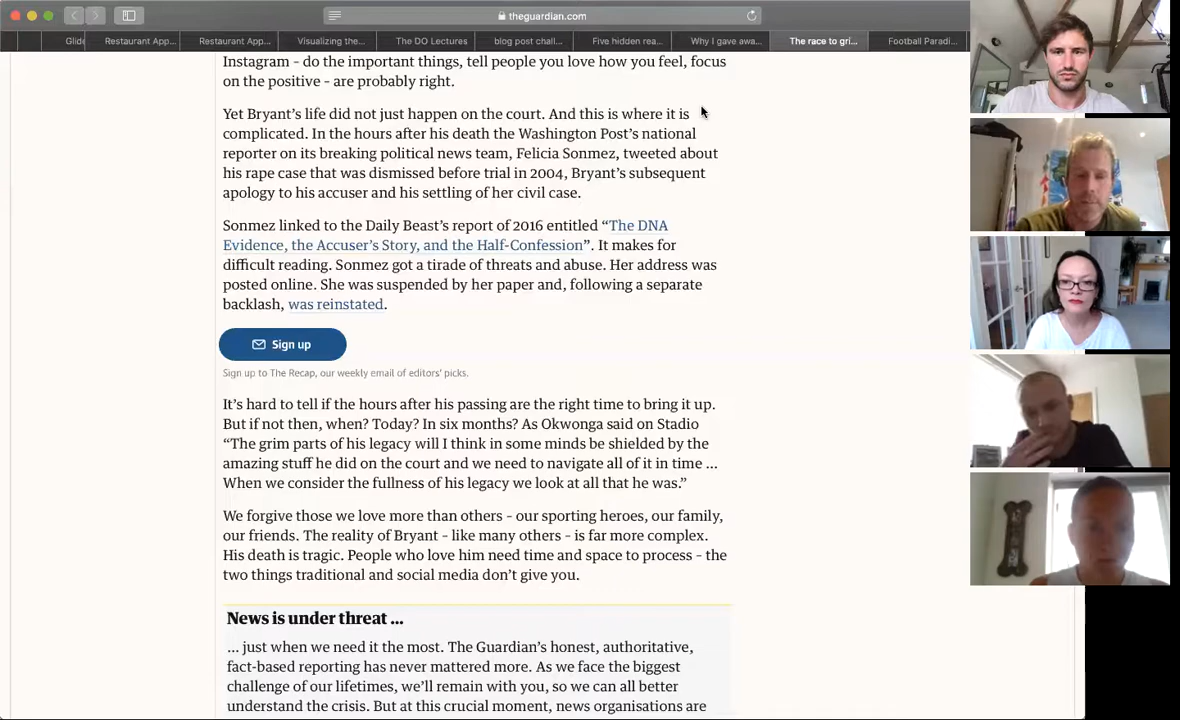 theguardian.com
Glide
Restaurant App...
Restaurant App...
Visualizing the...
The DO Lectures
blog post chall...
Five hidden rea...
Why I gave awa...
The race to gri...
Football Paradi...
Instagram – do the important things, tell people you love how you feel, focus
on the positive – are probably right.
Yet Bryant’s life did not just happen on the court. And this is where it is
complicated. In the hours after his death the Washington Post’s national
reporter on its breaking political news team, Felicia Sonmez, tweeted about
his rape case that was dismissed before trial in 2004, Bryant’s subsequent
apology to his accuser and his settling of her civil case.
Sonmez linked to the Daily Beast’s report of 2016 entitled “The DNA
Evidence, the Accuser’s Story, and the Half-Confession”. It makes for
difficult reading. Sonmez got a tirade of threats and abuse. Her address was
posted online. She was suspended by her paper and, following a separate
backlash, was reinstated.
Sign up
Sign up to The Recap, our weekly email of editors’ picks.
It’s hard to tell if the hours after his passing are the right time to bring it up.
But if not then, when? Today? In six months? As Okwonga said on Stadio
“The grim parts of his legacy will I think in some minds be shielded by the
amazing stuff he did on the court and we need to navigate all of it in time ...
When we consider the fullness of his legacy we look at all that he was.”
We forgive those we love more than others – our sporting heroes, our family,
our friends. The reality of Bryant – like many others – is far more complex.
His death is tragic. People who love him need time and space to process – the
two things traditional and social media don’t give you.
News is under threat ...
... just when we need it the most. The Guardian’s honest, authoritative,
fact-based reporting has never mattered more. As we face the biggest
challenge of our lifetimes, we’ll remain with you, so we can all better
understand the crisis. But at this crucial moment, news organisations are